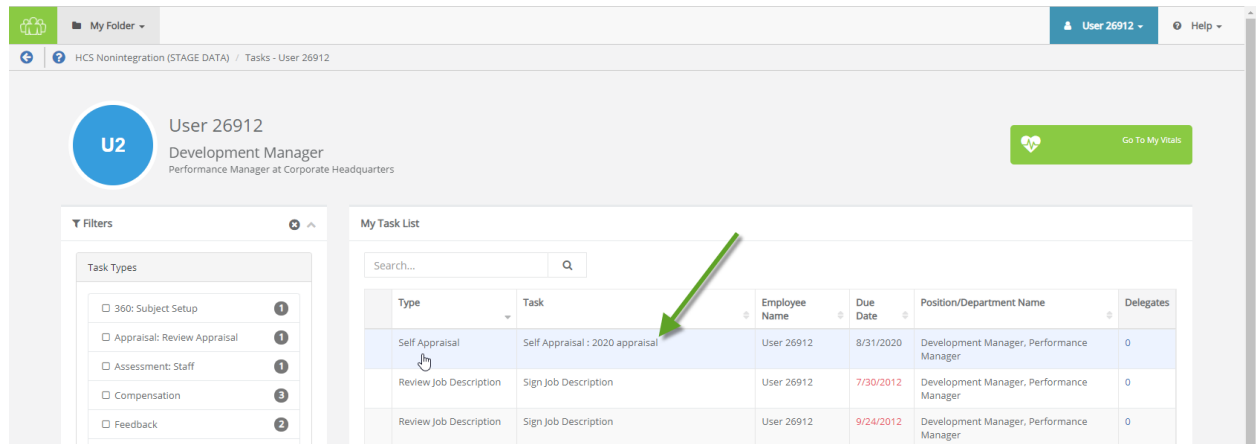 My Folder
User 26912
Help
HCS Nonintegration (STAGE DATA) / Tasks - User 26912
U2
User 26912
Development Manager
Performance Manager at Corporate Headquarters
Go To My Vitals
Filters
Task Types
360: Subject Setup 1
Appraisal: Review Appraisal 1
Assessment: Staff 1
Compensation 3
Feedback 2
My Task List
Search...
Type Task Employee Name Due Date Position/Department Name Delegates
Self Appraisal Self Appraisal : 2020 appraisal User 26912 8/31/2020 Development Manager, Performance Manager 0
Review Job Description Sign Job Description User 26912 7/30/2012 Development Manager, Performance Manager 0
Review Job Description Sign Job Description User 26912 9/24/2012 Development Manager, Performance Manager 0